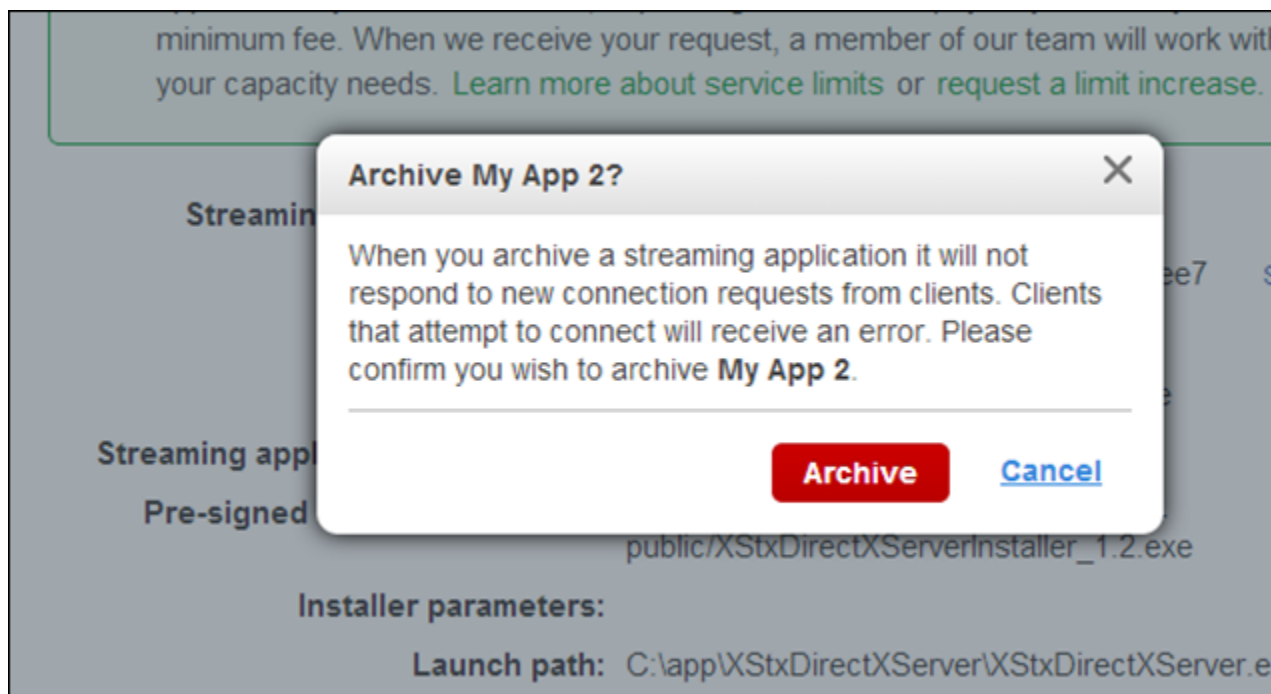 minimum fee. When we receive your request, a member of our team will work with
your capacity needs. Learn more about service limits or request a limit increase.
Archive My App 2?
When you archive a streaming application it will not
respond to new connection requests from clients. Clients
that attempt to connect will receive an error. Please
confirm you wish to archive My App 2.
Archive Cancel
Streamin
ee7
Streaming appl
Pre-signed
public/XStxDirectXServerInstaller_1.2.exe
Installer parameters:
Launch path: C:\app\XStxDirectXServer\XStxDirectXServer.e